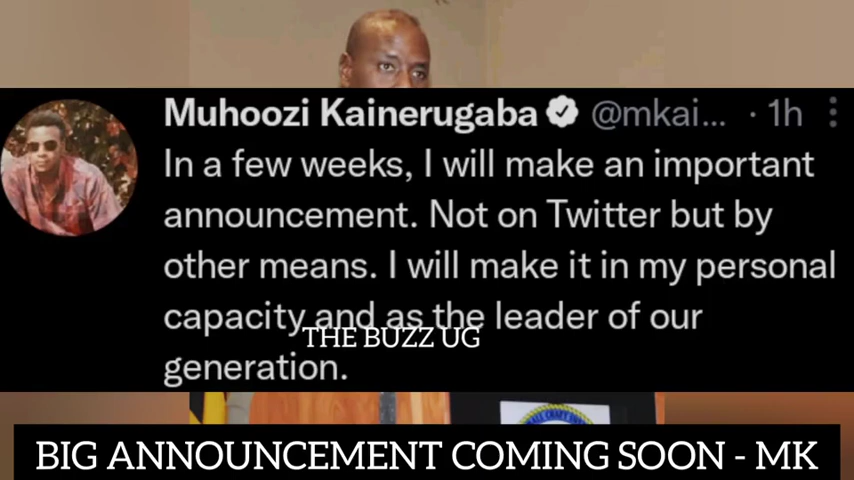 Muhoozi Kainerugaba @mkai... · 1h
In a few weeks, I will make an important
announcement. Not on Twitter but by
other means. I will make it in my personal
capacity and as the leader of our
THE BUZZ UG
generation.
BIG ANNOUNCEMENT COMING SOON - MK